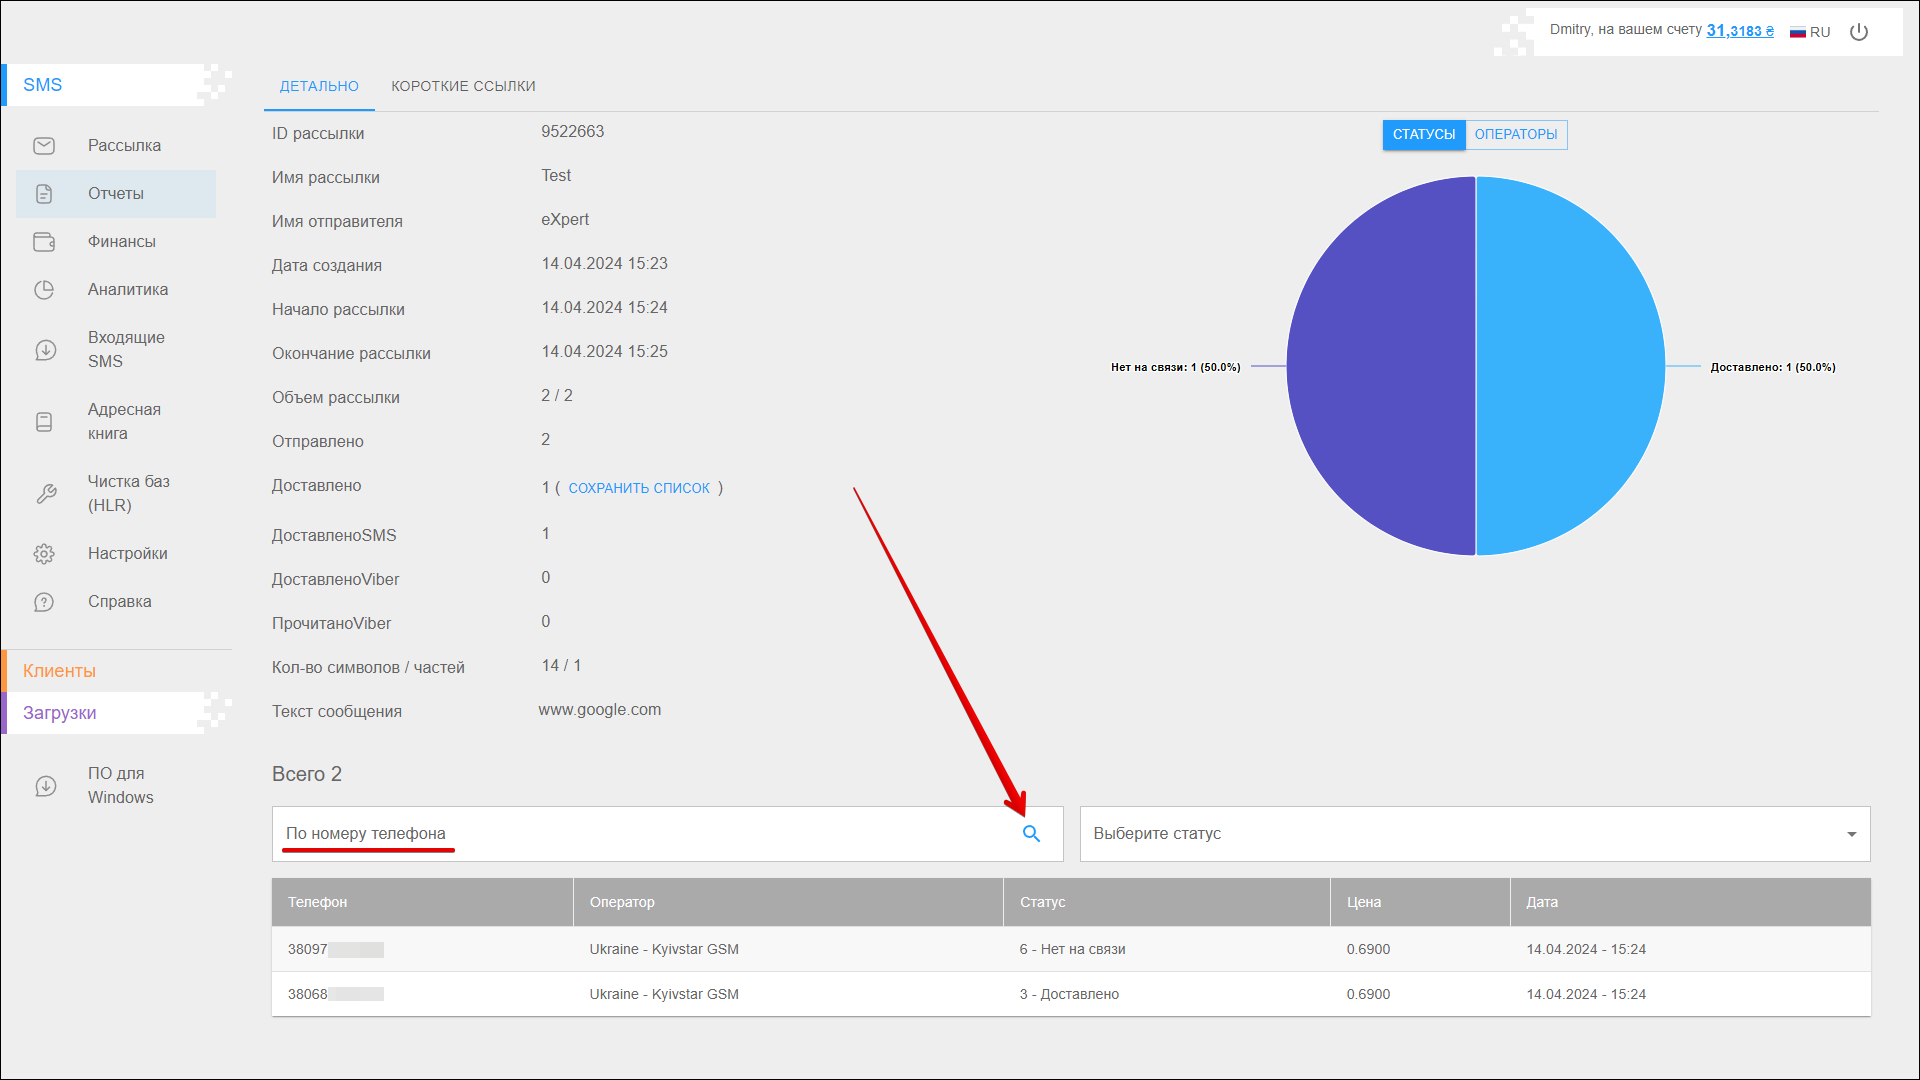 Dmitry, на вашем счету 31,3183 ₴ RU
SMS
Рассылка
Отчеты
Финансы
Аналитика
Входящие
SMS
Адресная
книга
Чистка баз
(HLR)
Настройки
Справка
Клиенты
Загрузки
ПО для
Windows
ДЕТАЛЬНО КОРОТКИЕ ССЫЛКИ
ID рассылки 9522663
Имя рассылки Test
Имя отправителя eXpert
Дата создания 14.04.2024 15:23
Начало рассылки 14.04.2024 15:24
Окончание рассылки 14.04.2024 15:25
Объем рассылки 2 / 2
Отправлено 2
Доставлено 1 ( СОХРАНИТЬ СПИСОК )
ДоставленоSMS 1
ДоставленоViber 0
ПрочитаноViber 0
Кол-во символов / частей 14 / 1
Текст сообщения www.google.com
СТАТУСЫ ОПЕРАТОРЫ
Нет на связи: 1 (50.0%) Доставлено: 1 (50.0%)
Всего 2
По номеру телефона Выберите статус
Телефон Оператор Статус Цена Дата
38097 Ukraine - Kyivstar GSM 6 - Нет на связи 0.6900 14.04.2024 - 15:24
38068 Ukraine - Kyivstar GSM 3 - Доставлено 0.6900 14.04.2024 - 15:24